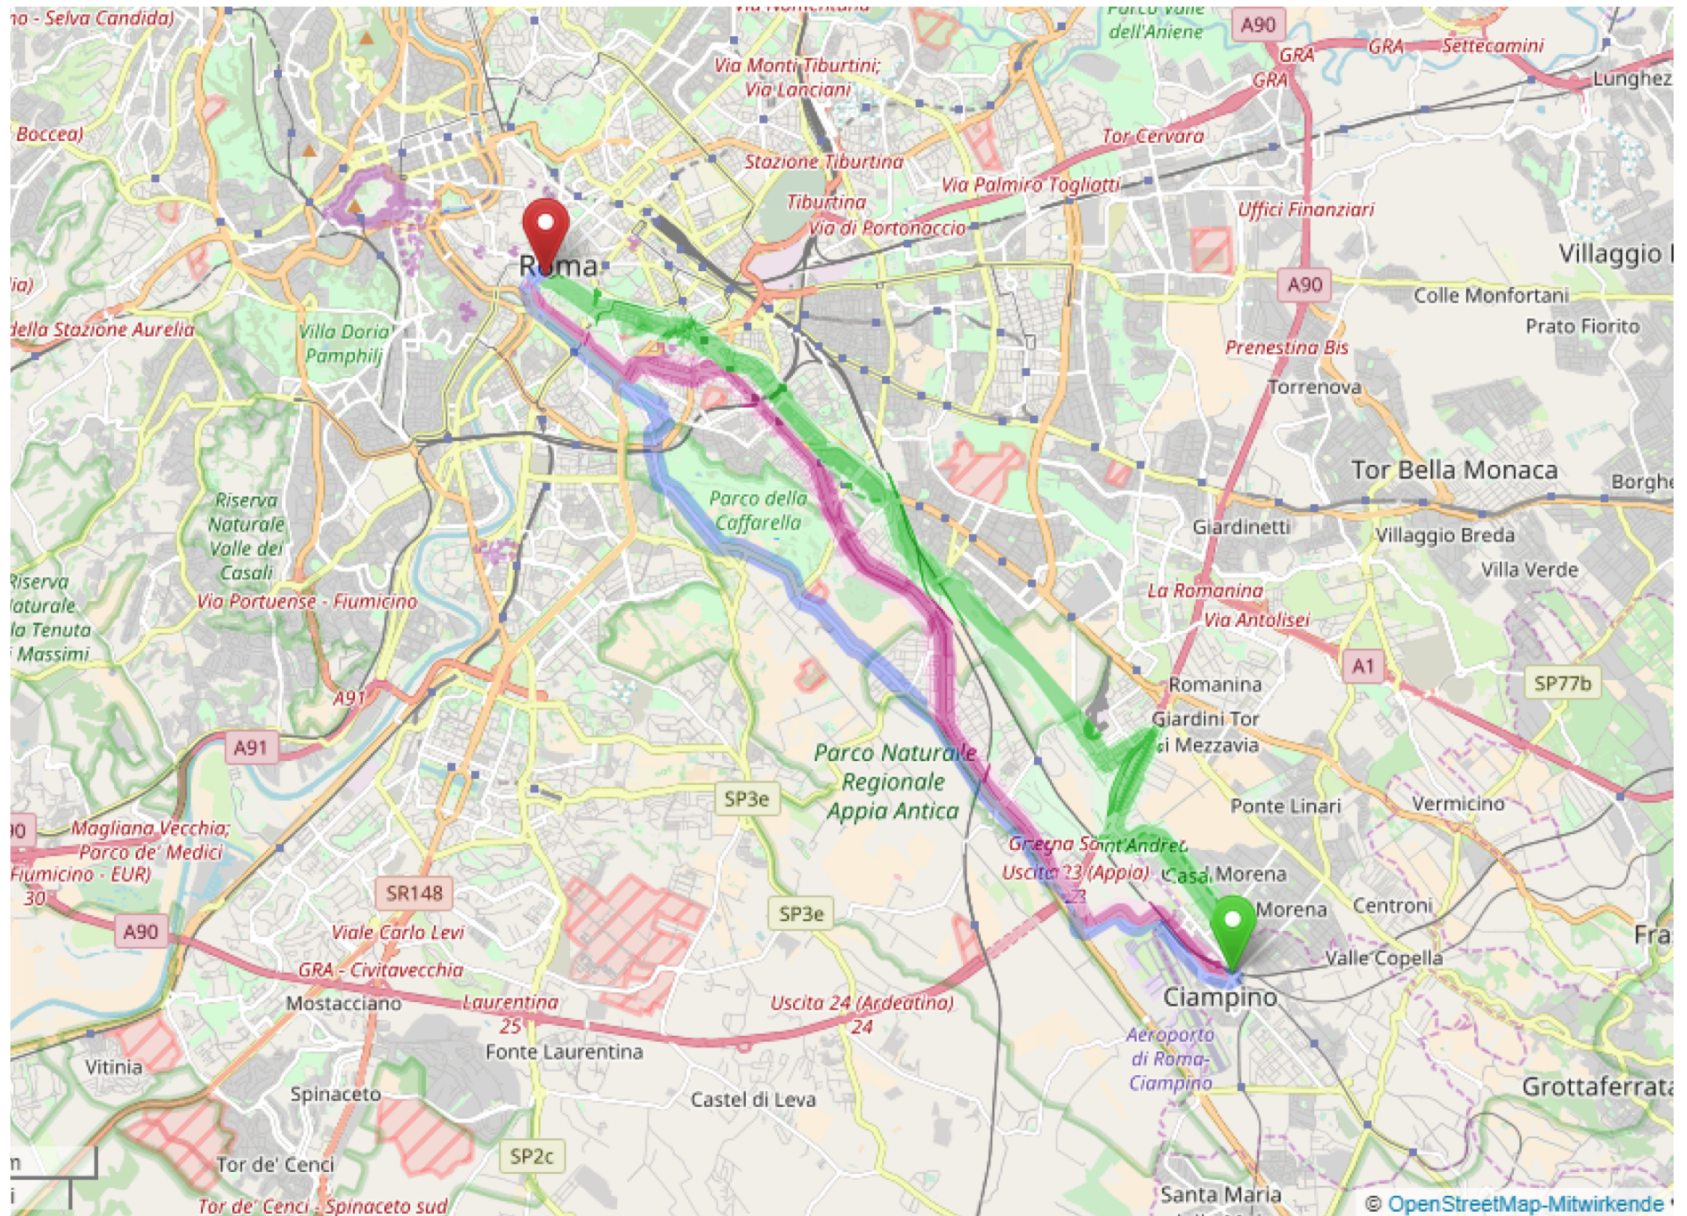 no - Selva Candida)
Via Nomentana
Parco Valle
dell'Aniene
A90
GRA
GRA
Settecamini
GRA
Lunghez
Via Monti Tiburtini;
Via Lanciani
Boccea)
Tor Cervara
Stazione Tiburtina
Via Palmiro Togliatti
Tiburtina
Via di Portonaccio
Uffici Finanziari
Villaggio
Roma
lia)
A90
Colle Monfortani
della Stazione Aurelia
Villa Doria
Pamphilj
Prato Fiorito
Prenestina Bis
Torrenova
Tor Bella Monaca
Borghe
Riserva
Naturale
Valle dei
Casali
Parco della
Caffarella
Giardinetti
Villaggio Breda
Villa Verde
Riserva
Naturale
la Tenuta
i Massimi
Via Portuense - Fiumicino
La Romanina
Via Antolisei
A1
SP77b
A91
Romanina
Giardini Tor
di Mezzavia
A91
Parco Naturale
Regionale
Appia Antica
SP3e
Ponte Linari
Vermicino
90
Magliana Vecchia;
Parco de' Medici
Fiumicino - EUR)
30
Gregna Sant'Andrea
Uscita 23 (Appia)
23
Casal Morena
SR148
SP3e
Morena
Centroni
A90
Viale Carlo Levi
Fra
Valle Copella
GRA - Civitavecchia
Mostacciano
Laurentina
25
Uscita 24 (Ardeatina)
24
Ciampino
Aeroporto
di Roma-
Ciampino
Fonte Laurentina
Vitinia
Spinaceto
Castel di Leva
Grottaferrata
m
i
Tor de' Cenci
SP2c
Tor de' Cenci - Spinaceto sud
Santa Maria
© OpenStreetMap-Mitwirkende